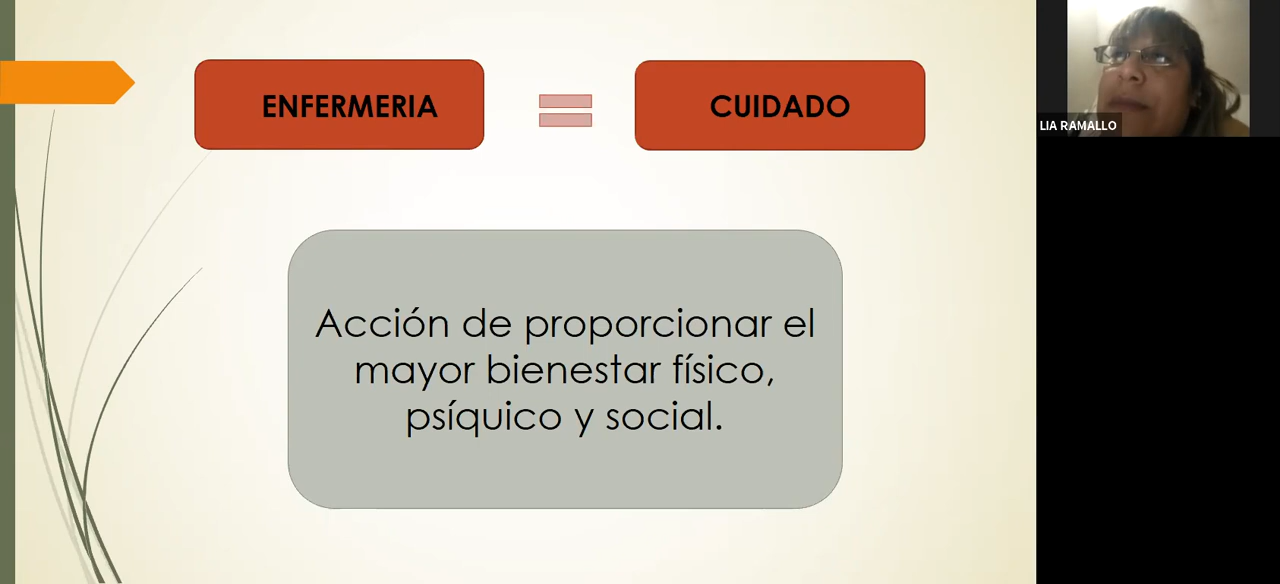 ENFERMERIA
CUIDADO
LIA RAMALLO
Acción de proporcionar el
mayor bienestar físico,
psíquico y social.